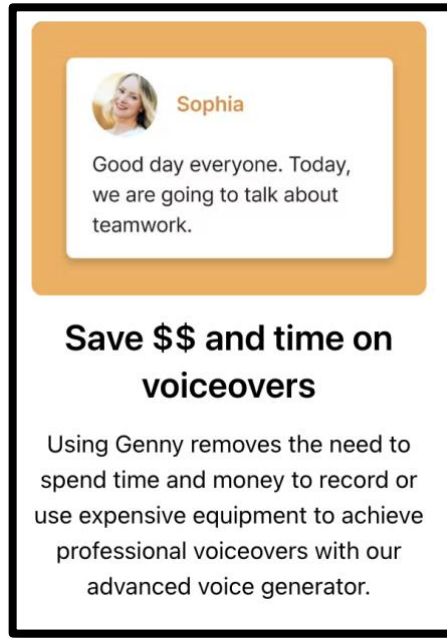 Sophia
Good day everyone. Today,
we are going to talk about
teamwork.
Save $$ and time on
voiceovers
Using Genny removes the need to
spend time and money to record or
use expensive equipment to achieve
professional voiceovers with our
advanced voice generator.